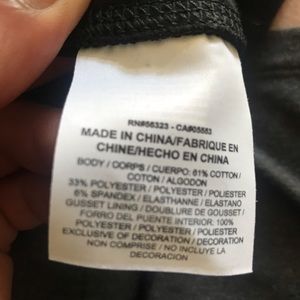 RN#56323 - CA#05553
MADE IN CHINA/FABRIQUE EN
CHINE/HECHO EN CHINA
BODY / CORPS / CUERPO: 61% COTTON /
COTON / ALGODON
33% POLYESTER / POLYESTER / POLIESTER
6% SPANDEX / ELASTHANNE / ELASTANO
GUSSET LINING / DOUBLURE DE GOUSSET /
FORRO DEL PUENTE INTERIOR: 100%
POLYESTER / POLYESTER / POLIESTER
EXCLUSIVE OF DECORATION / DECORATION
NON COMPRISE / NO INCLUYE LA
DECORACION